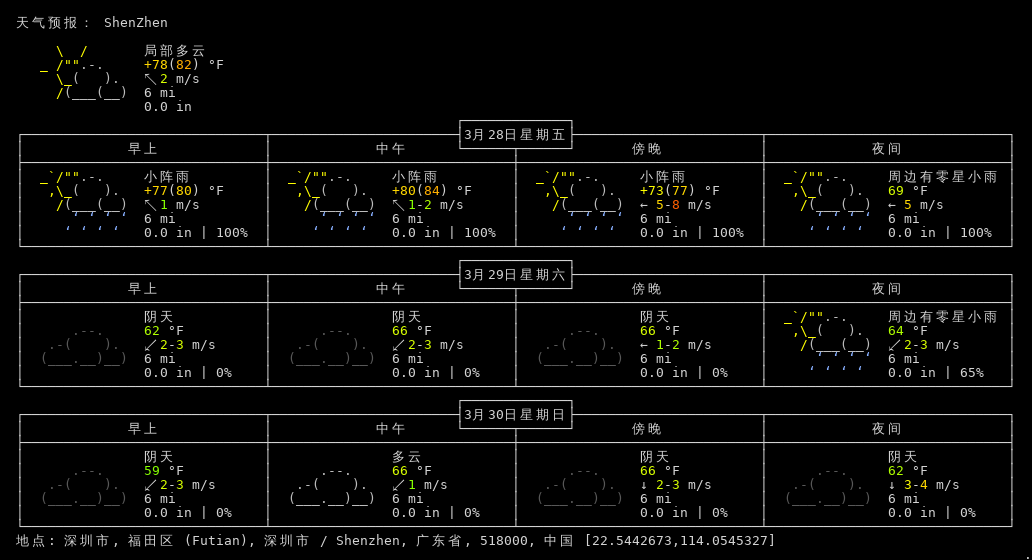 天气预报： ShenZhen
局部多云
+78(82) °F
↖ 2 m/s
6 mi
0.0 in
3月28日星期五
早上 中午 傍晚 夜间
小阵雨 小阵雨 小阵雨 周边有零星小雨
+77(80) °F +80(84) °F +73(77) °F 69 °F
↖ 1 m/s ↖ 1-2 m/s ← 5-8 m/s ← 5 m/s
6 mi 6 mi 6 mi 6 mi
0.0 in | 100% 0.0 in | 100% 0.0 in | 100% 0.0 in | 100%
3月29日星期六
早上 中午 傍晚 夜间
阴天 阴天 阴天 周边有零星小雨
62 °F 66 °F 66 °F 64 °F
↙ 2-3 m/s ↙ 2-3 m/s ← 1-2 m/s ↙ 2-3 m/s
6 mi 6 mi 6 mi 6 mi
0.0 in | 0% 0.0 in | 0% 0.0 in | 0% 0.0 in | 65%
3月30日星期日
早上 中午 傍晚 夜间
阴天 多云 阴天 阴天
59 °F 66 °F 66 °F 62 °F
↙ 2-3 m/s ↙ 1 m/s ↓ 2-3 m/s ↓ 3-4 m/s
6 mi 6 mi 6 mi 6 mi
0.0 in | 0% 0.0 in | 0% 0.0 in | 0% 0.0 in | 0%
地点: 深圳市, 福田区 (Futian), 深圳市 / Shenzhen, 广东省, 518000, 中国 [22.5442673,114.0545327]